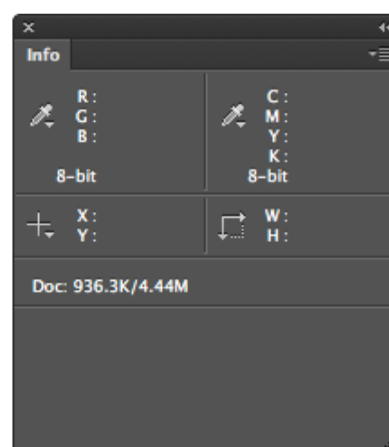 Info
R:
G:
B:
8-bit
C:
M:
Y:
K:
8-bit
X:
Y:
W:
H:
Doc: 936.3K/4.44M